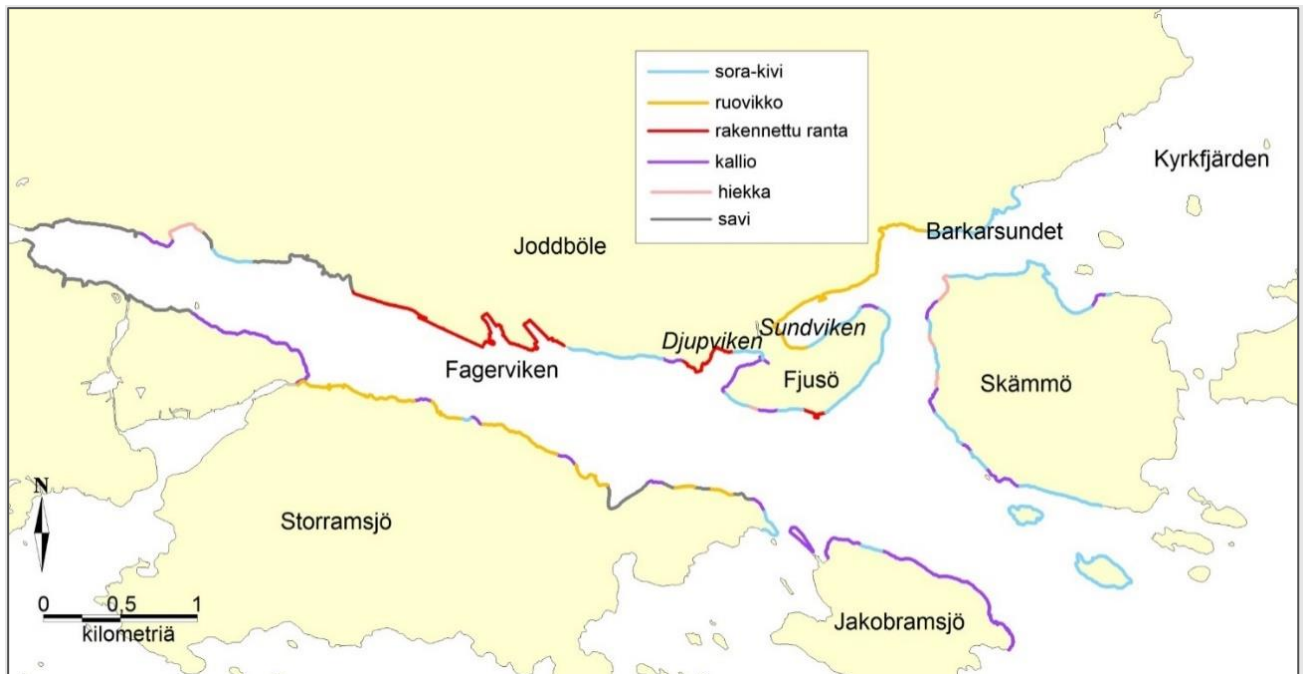 sora-kivi
ruovikko
rakennettu ranta
kallio
hiekka
savi
Kyrkfjärden
Barkarsundet
Joddböle
Sundviken
Djupviken
Fagerviken
Fjusö
Skämmö
Storramsjö
Jakobramsjö
N
0 0,5 1
kilometriä